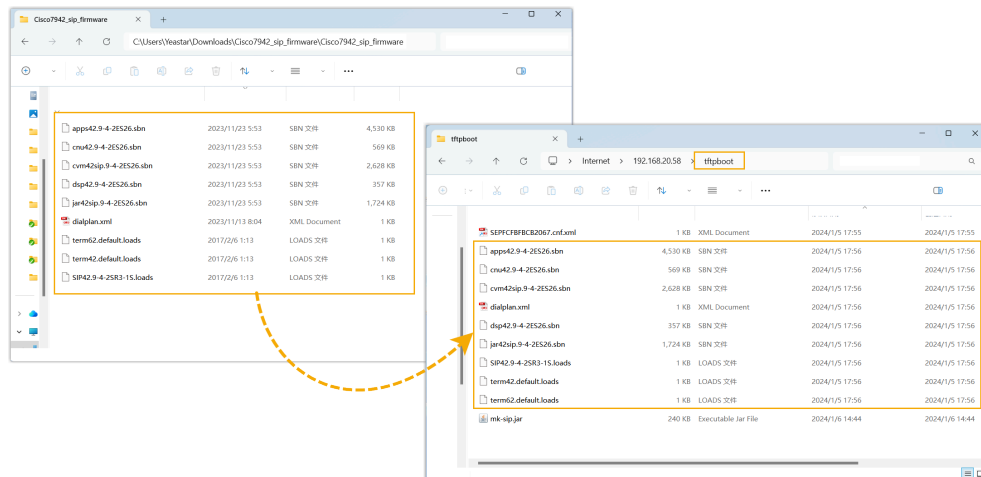 Cisco7942_sip_firmware
C:\Users\Yeastar\Downloads\Cisco7942_sip_firmware\Cisco7942_sip_firmware
apps42.9-4-2ES26.sbn 2023/11/23 5:53 SBN 文件 4,530 KB
cnu42.9-4-2ES26.sbn 2023/11/23 5:53 SBN 文件 569 KB
cvm42sip.9-4-2ES26.sbn 2023/11/23 5:53 SBN 文件 2,628 KB
dsp42.9-4-2ES26.sbn 2023/11/23 5:53 SBN 文件 357 KB
jar42sip.9-4-2ES26.sbn 2023/11/23 5:53 SBN 文件 1,724 KB
dialplan.xml 2023/11/13 8:04 XML Document 1 KB
term62.default.loads 2017/2/6 1:13 LOADS 文件 1 KB
term42.default.loads 2017/2/6 1:13 LOADS 文件 1 KB
SIP42.9-4-2SR3-1S.loads 2017/2/6 1:13 LOADS 文件 1 KB
tftpboot
Internet > 192.168.20.58 > tftpboot
SEPFCFBFBCB2067.cnf.xml 1 KB XML Document 2024/1/5 17:55 2024/1/5 17:55
apps42.9-4-2ES26.sbn 4,530 KB SBN 文件 2024/1/5 17:56 2024/1/5 17:56
cnu42.9-4-2ES26.sbn 569 KB SBN 文件 2024/1/5 17:56 2024/1/5 17:56
cvm42sip.9-4-2ES26.sbn 2,628 KB SBN 文件 2024/1/5 17:56 2024/1/5 17:56
dialplan.xml 1 KB XML Document 2024/1/5 17:56 2024/1/5 17:56
dsp42.9-4-2ES26.sbn 357 KB SBN 文件 2024/1/5 17:56 2024/1/5 17:56
jar42sip.9-4-2ES26.sbn 1,724 KB SBN 文件 2024/1/5 17:56 2024/1/5 17:56
SIP42.9-4-2SR3-1S.loads 1 KB LOADS 文件 2024/1/5 17:56 2024/1/5 17:56
term42.default.loads 1 KB LOADS 文件 2024/1/5 17:56 2024/1/5 17:56
term62.default.loads 1 KB LOADS 文件 2024/1/5 17:56 2024/1/5 17:56
mk-sip.jar 240 KB Executable Jar File 2024/1/6 14:44 2024/1/6 14:44